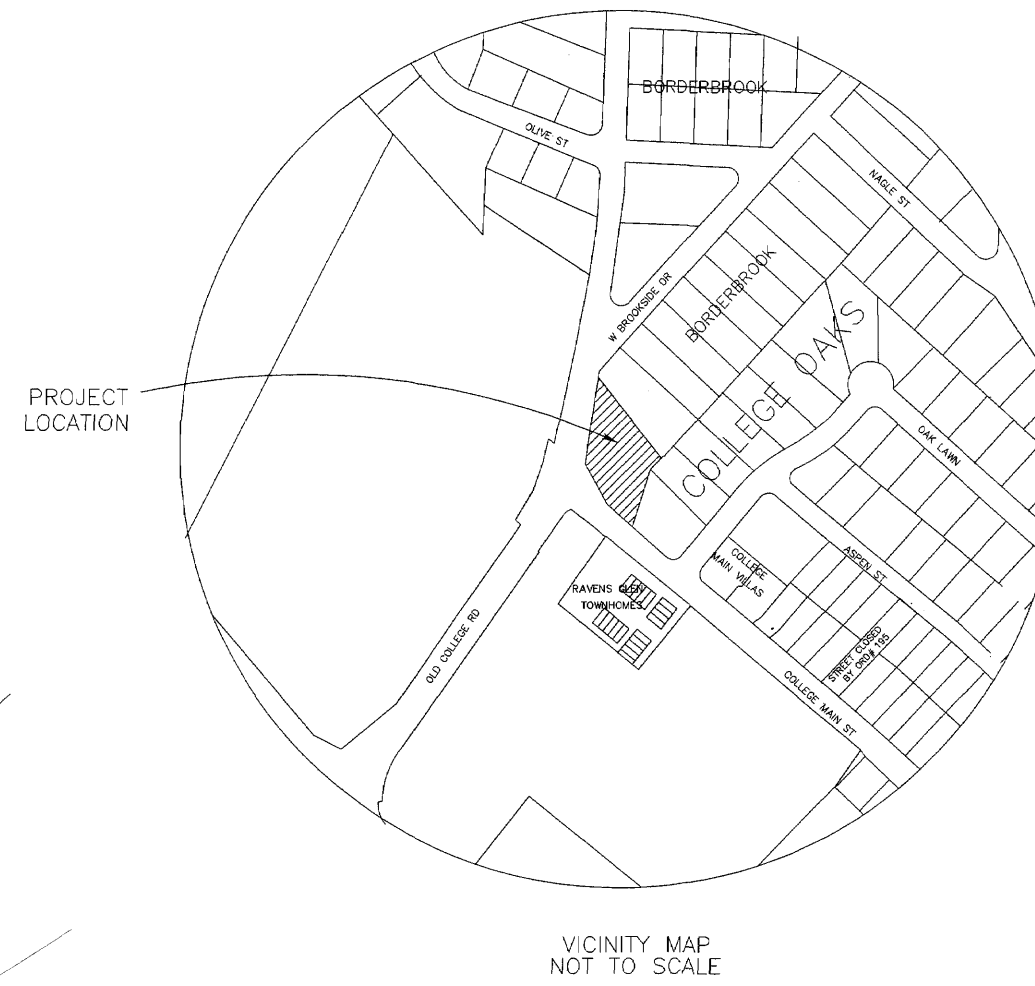 BORDERBROOK
OLIVE ST
NAGLE ST
W BROOKSIDE DR
BORDERBROOK
COLLEGE OAKS
PROJECT
LOCATION
OAK LAWN
ASPEN ST
COLLEGE
MAIN VILLAS
RAVENS GLEN
TOWNHOMES
OLD COLLEGE RD
STREET CLOSED
BY ORD# 195
COLLEGE MAIN ST
VICINITY MAP
NOT TO SCALE